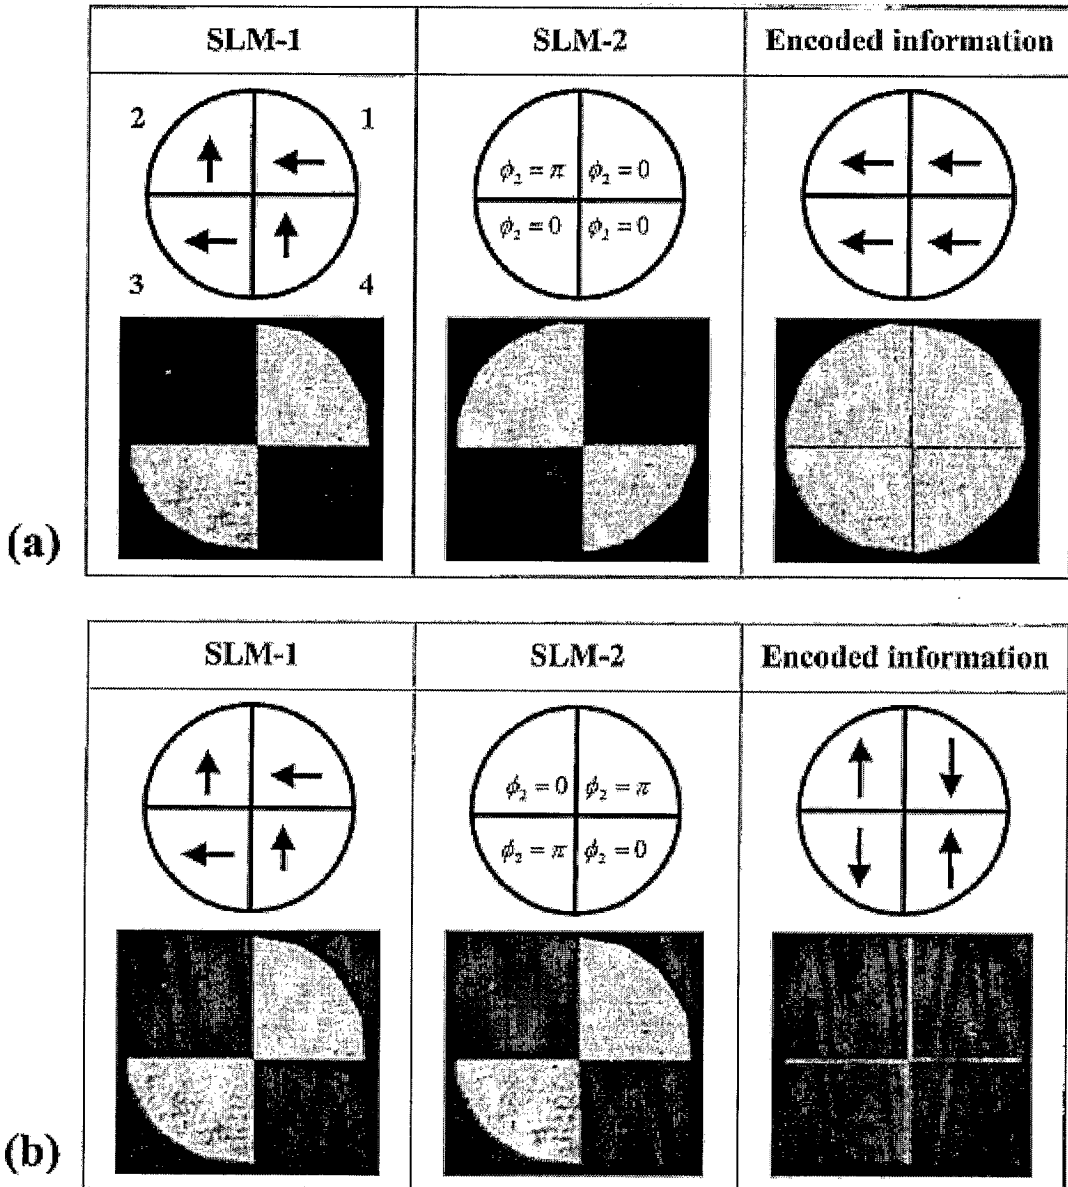 SLM-1 SLM-2 Encoded information
2 1
ϕ₂ = π ϕ₂ = 0
ϕ₂ = 0 ϕ₂ = 0
3 4
(a)
SLM-1 SLM-2 Encoded information
ϕ₂ = 0 ϕ₂ = π
ϕ₂ = π ϕ₂ = 0
(b)